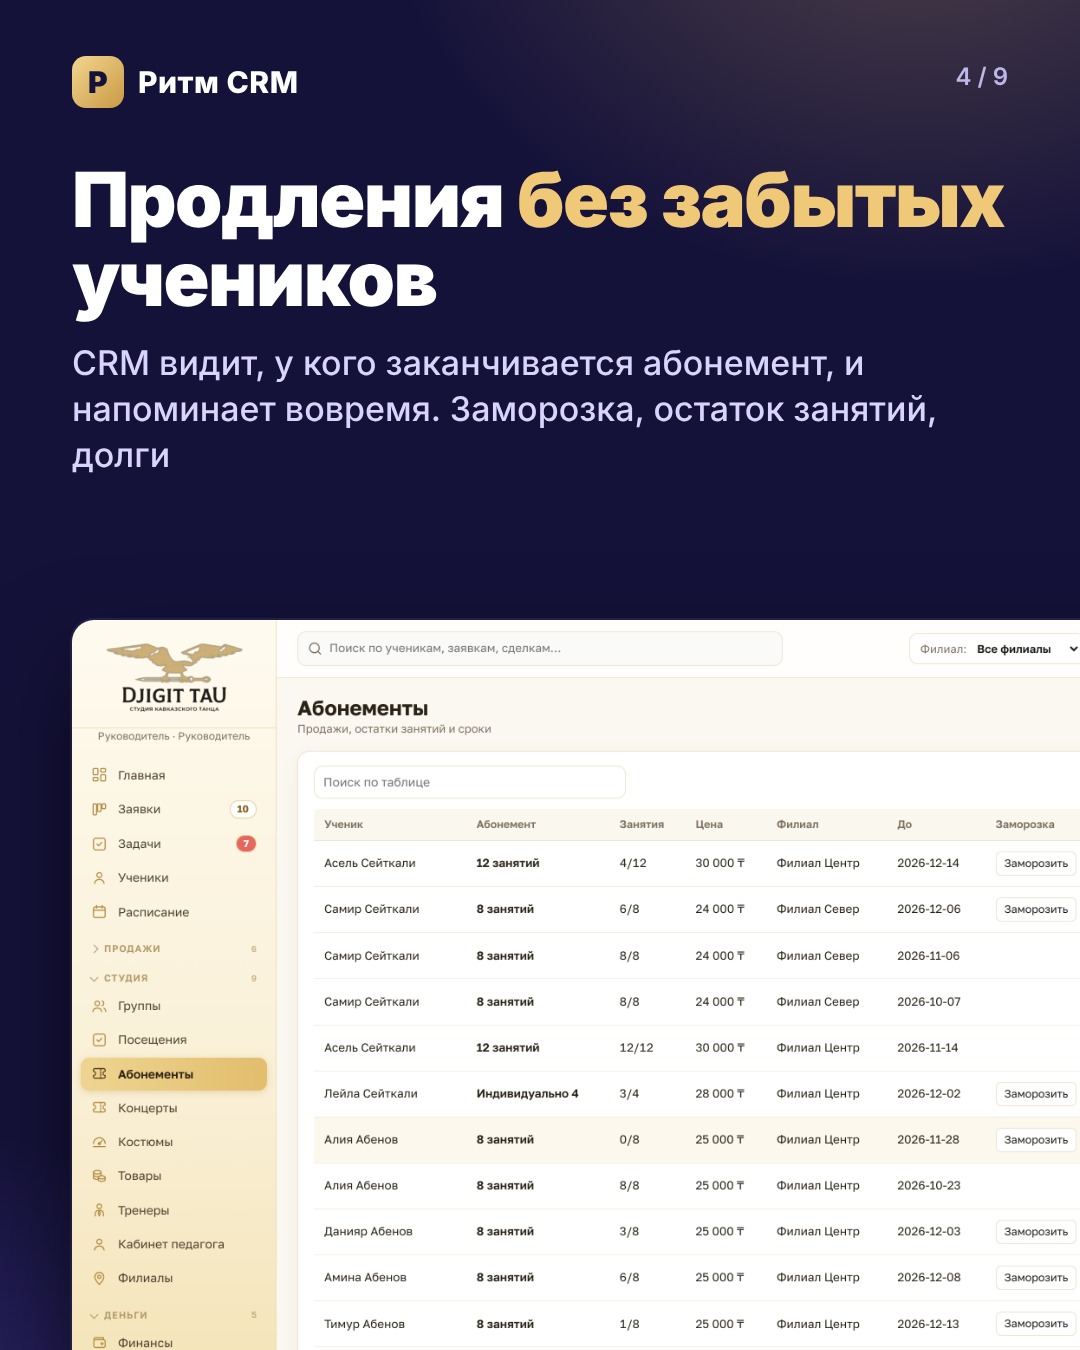 P Ритм CRM
4 / 9
Продления без забытых
учеников
CRM видит, у кого заканчивается абонемент, и
напоминает вовремя. Заморозка, остаток занятий,
долги
DJIGIT TAU
СТУДИЯ КАВКАЗСКОГО ТАНЦА
Руководитель · Руководитель
Главная
Заявки 10
Задачи 7
Ученики
Расписание
ПРОДАЖИ 6
СТУДИЯ 9
Группы
Посещения
Абонементы
Концерты
Костюмы
Товары
Тренеры
Кабинет педагога
Филиалы
ДЕНЬГИ 5
Финансы
Поиск по ученикам, заявкам, сделкам...
Филиал: Все филиалы
Абонементы
Продажи, остатки занятий и сроки
Поиск по таблице
Ученик Абонемент Занятия Цена Филиал До Заморозка
Асель Сейткали 12 занятий 4/12 30 000 ₸ Филиал Центр 2026-12-14 Заморозить
Самир Сейткали 8 занятий 6/8 24 000 ₸ Филиал Север 2026-12-06 Заморозить
Самир Сейткали 8 занятий 8/8 24 000 ₸ Филиал Север 2026-11-06
Самир Сейткали 8 занятий 8/8 24 000 ₸ Филиал Север 2026-10-07
Асель Сейткали 12 занятий 12/12 30 000 ₸ Филиал Центр 2026-11-14
Лейла Сейткали Индивидуально 4 3/4 28 000 ₸ Филиал Центр 2026-12-02 Заморозить
Алия Абенов 8 занятий 0/8 25 000 ₸ Филиал Центр 2026-11-28 Заморозить
Алия Абенов 8 занятий 8/8 25 000 ₸ Филиал Центр 2026-10-23
Данияр Абенов 8 занятий 3/8 25 000 ₸ Филиал Центр 2026-12-03 Заморозить
Амина Абенов 8 занятий 6/8 25 000 ₸ Филиал Центр 2026-12-08 Заморозить
Тимур Абенов 8 занятий 1/8 25 000 ₸ Филиал Центр 2026-12-13 Заморозить